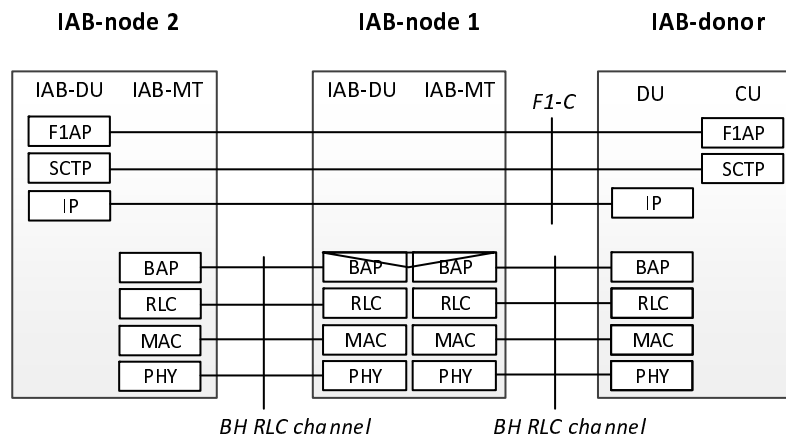 IAB-node 2 IAB-node 1 IAB-donor
IAB-DU IAB-MT IAB-DU IAB-MT F1-C DU CU
F1AP F1AP
SCTP SCTP
IP IP
BAP BAP BAP BAP
RLC RLC RLC RLC
MAC MAC MAC MAC
PHY PHY PHY PHY
BH RLC channel BH RLC channel